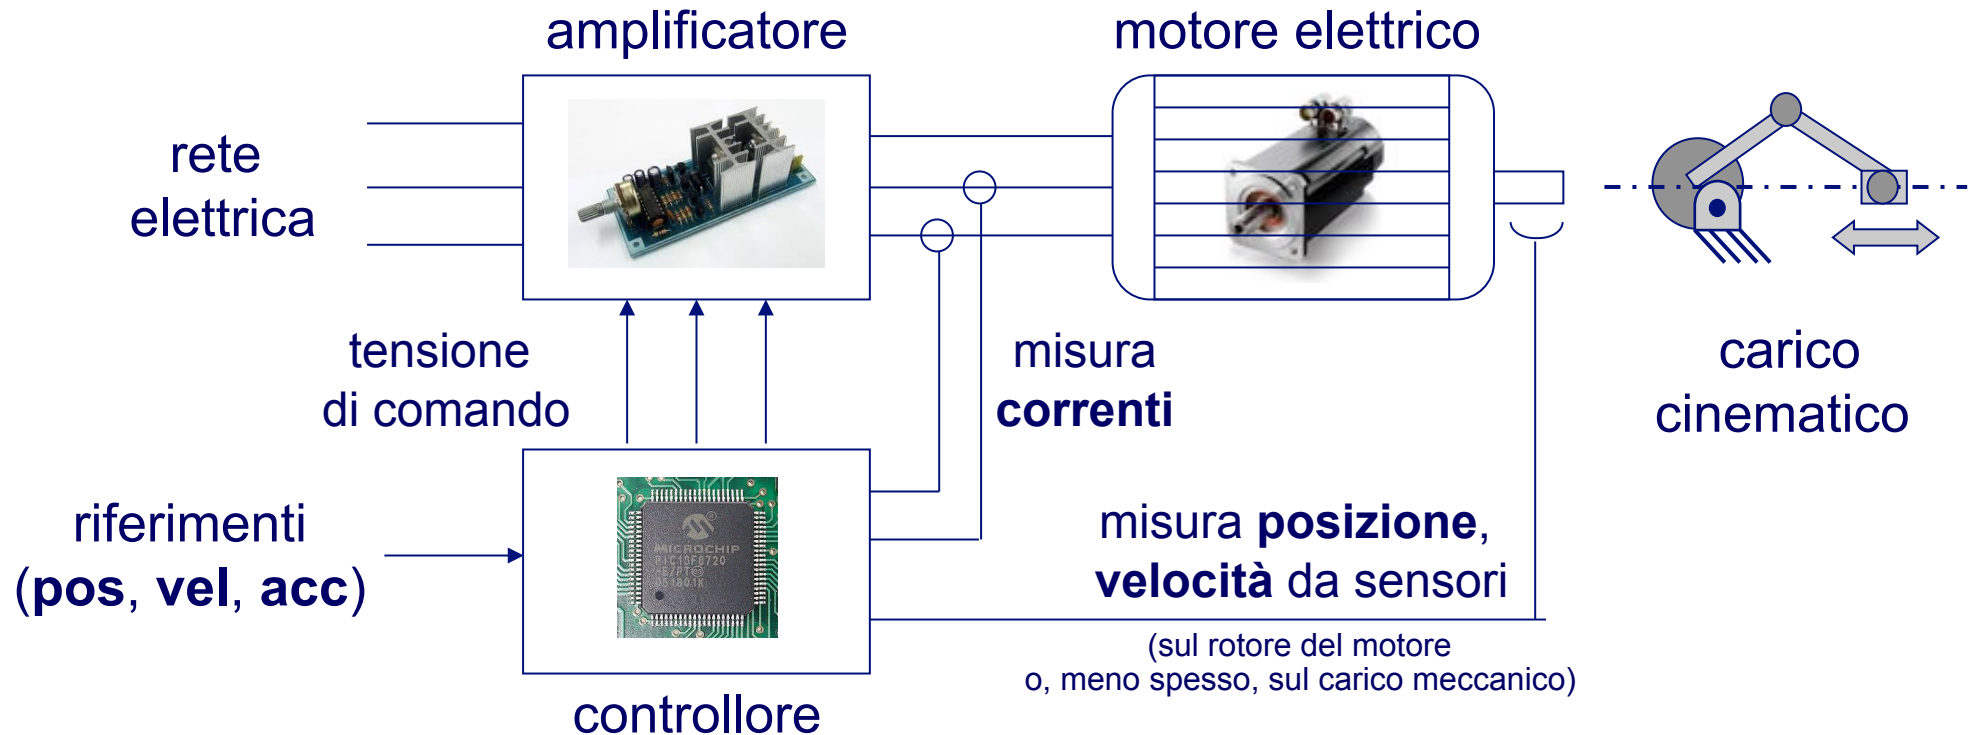 amplificatore
motore elettrico
rete
elettrica
tensione
di comando
misura
correnti
carico
cinematico
riferimenti
(pos, vel, acc)
MICROCHIP
misura posizione,
velocità da sensori
(sul rotore del motore
o, meno spesso, sul carico meccanico)
controllore